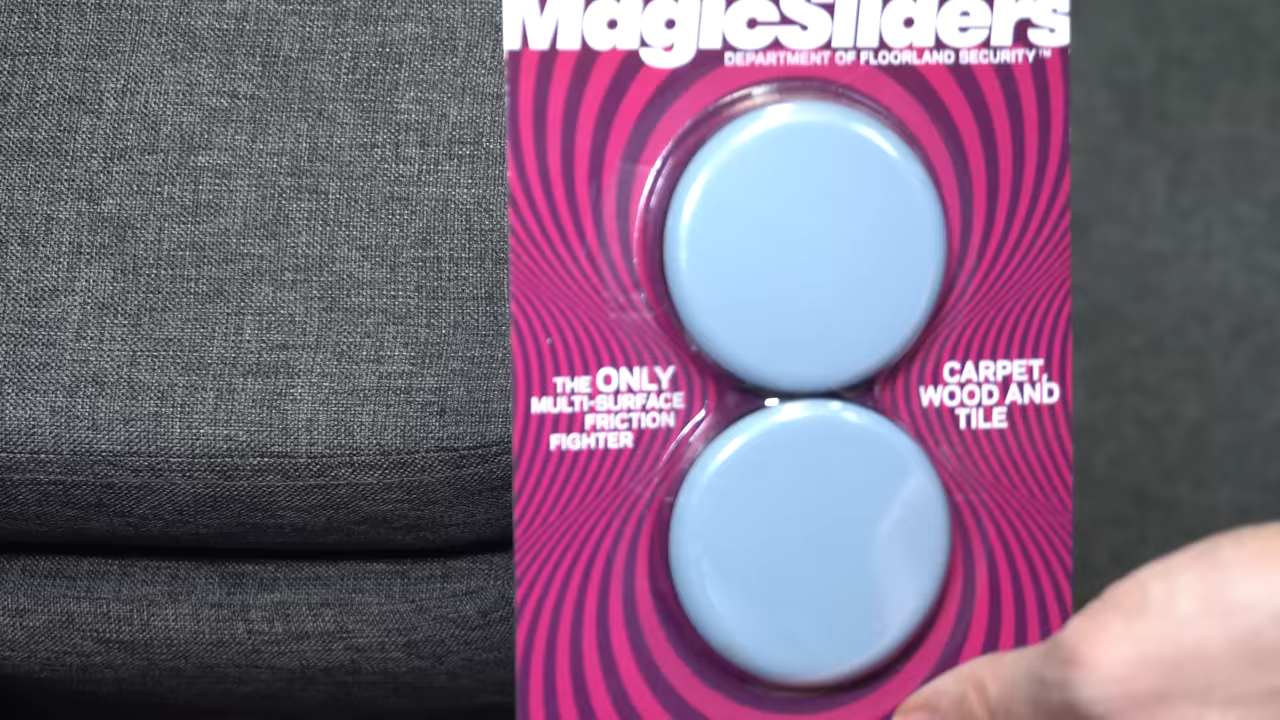 MagicSliders
DEPARTMENT OF FLOORLAND SECURITY™
THE ONLY
MULTI-SURFACE
FRICTION
FIGHTER
CARPET,
WOOD AND
TILE